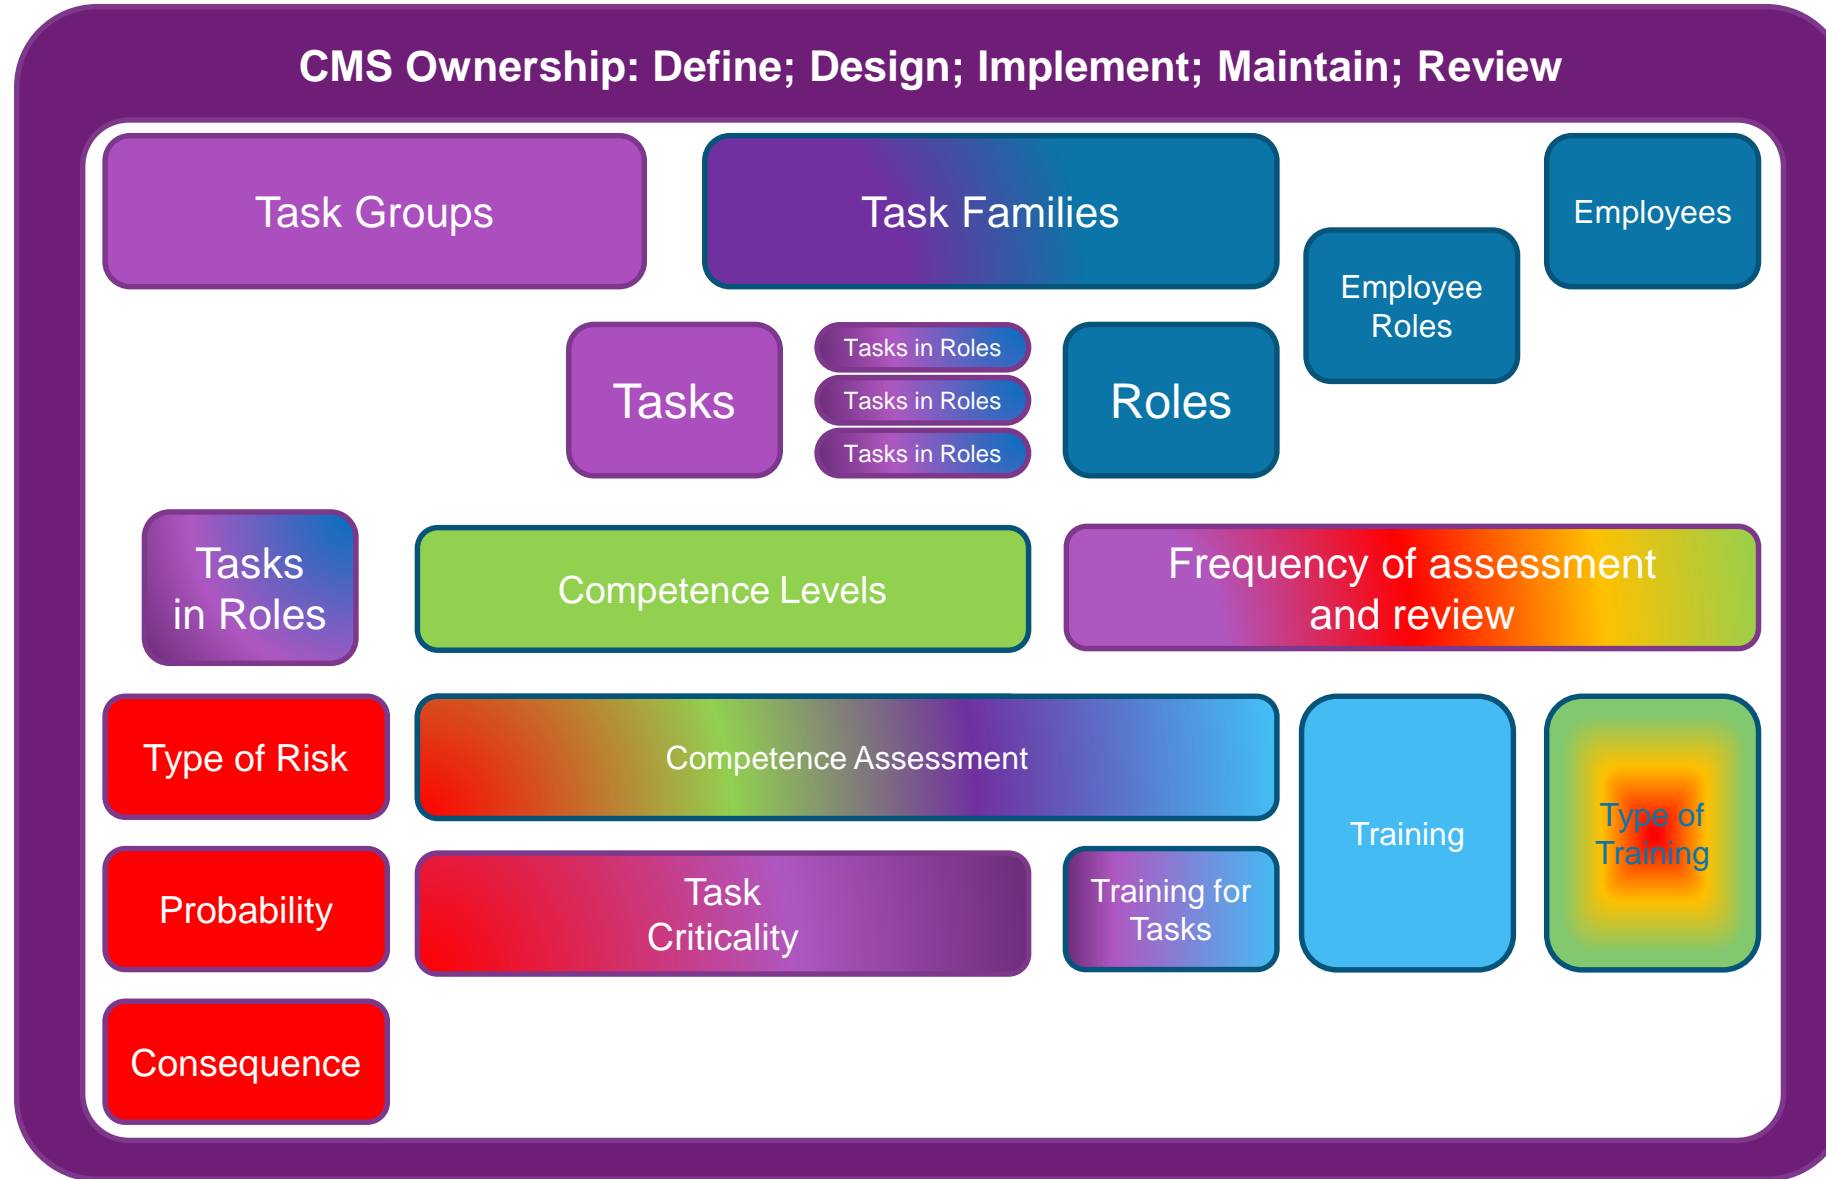 CMS Ownership: Define; Design; Implement; Maintain; Review
Task Groups
Task Families
Employees
Employee
Roles
Tasks
Tasks in Roles
Tasks in Roles
Tasks in Roles
Roles
Tasks
in Roles
Competence Levels
Frequency of assessment
and review
Type of Risk
Competence Assessment
Training
Type of
Training
Probability
Task
Criticality
Training for
Tasks
Consequence